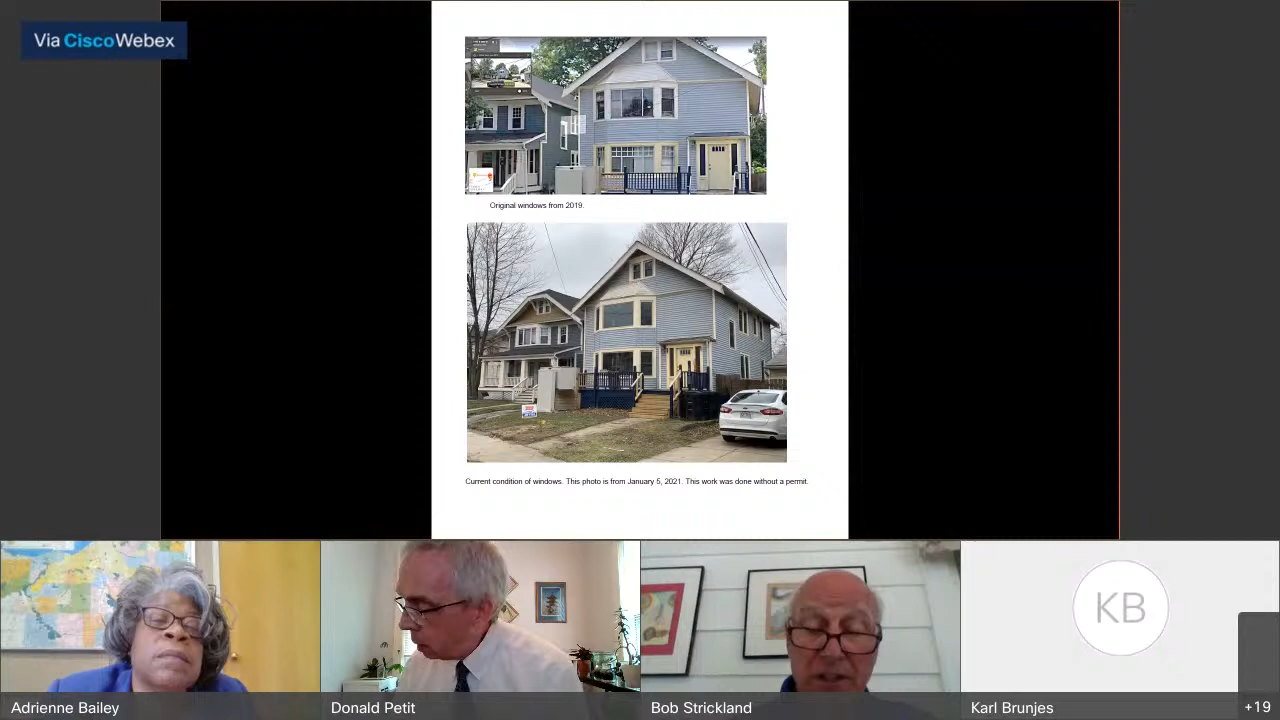 Via CiscoWebex
Original windows from 2019.
Current condition of windows. This photo is from January 5, 2021. This work was done without a permit.
KB
Adrienne Bailey
Donald Petit
Bob Strickland
Karl Brunjes
+19